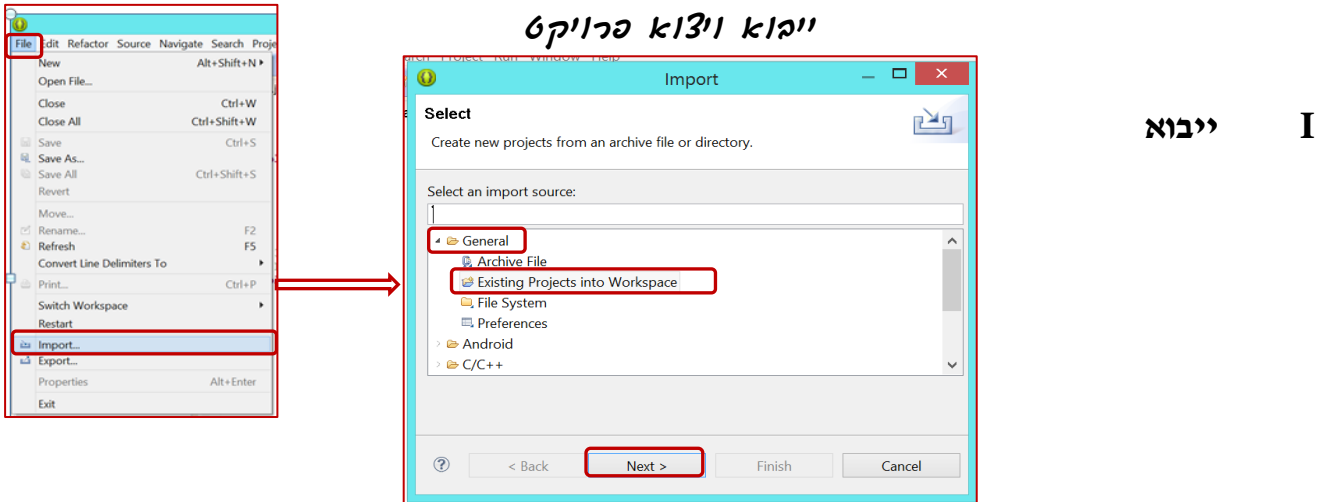 ייבוא ויצוא פרויקט
I ייבוא
File Edit Refactor Source Navigate Search Proje
New Alt+Shift+N
Open File...
Close Ctrl+W
Close All Ctrl+Shift+W
Save Ctrl+S
Save As...
Save All Ctrl+Shift+S
Revert
Move...
Rename... F2
Refresh F5
Convert Line Delimiters To
Print... Ctrl+P
Switch Workspace
Restart
Import...
Export...
Properties Alt+Enter
Exit
Import
Select
Create new projects from an archive file or directory.
Select an import source:
General
Archive File
Existing Projects into Workspace
File System
Preferences
Android
C/C++
< Back Next > Finish Cancel